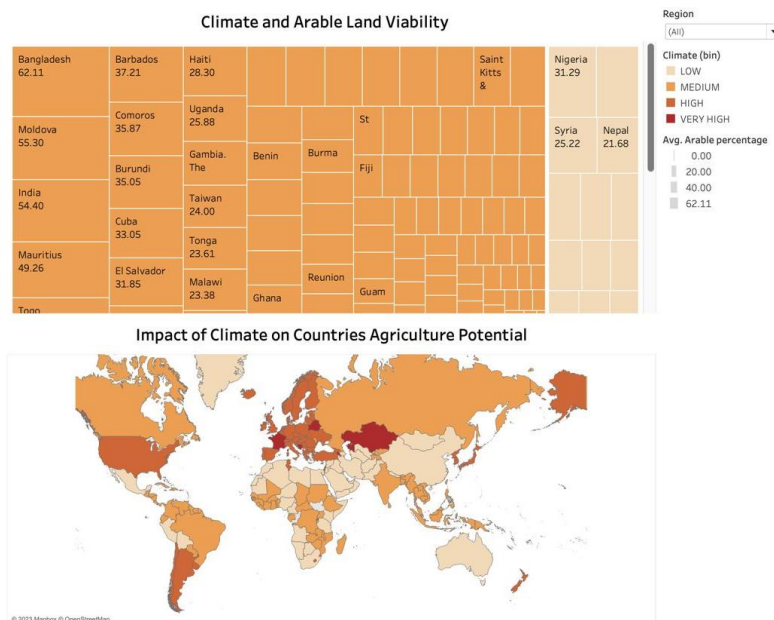 Climate and Arable Land Viability
Region
(All)
Climate (bin)
LOW
MEDIUM
HIGH
VERY HIGH
Avg. Arable percentage
0.00
20.00
40.00
62.11
Bangladesh
62.11
Moldova
55.30
India
54.40
Mauritius
49.26
Togo
Barbados
37.21
Comoros
35.87
Burundi
35.05
Cuba
33.05
El Salvador
31.85
Haiti
28.30
Uganda
25.88
Gambia.
The
Taiwan
24.00
Tonga
23.61
Malawi
23.38
Benin
Ghana
Burma
Reunion
St
Fiji
Guam
Saint
Kitts
&
Nigeria
31.29
Syria
25.22
Nepal
21.68
Impact of Climate on Countries Agriculture Potential
© 2023 Mapbox © OpenStreetMap